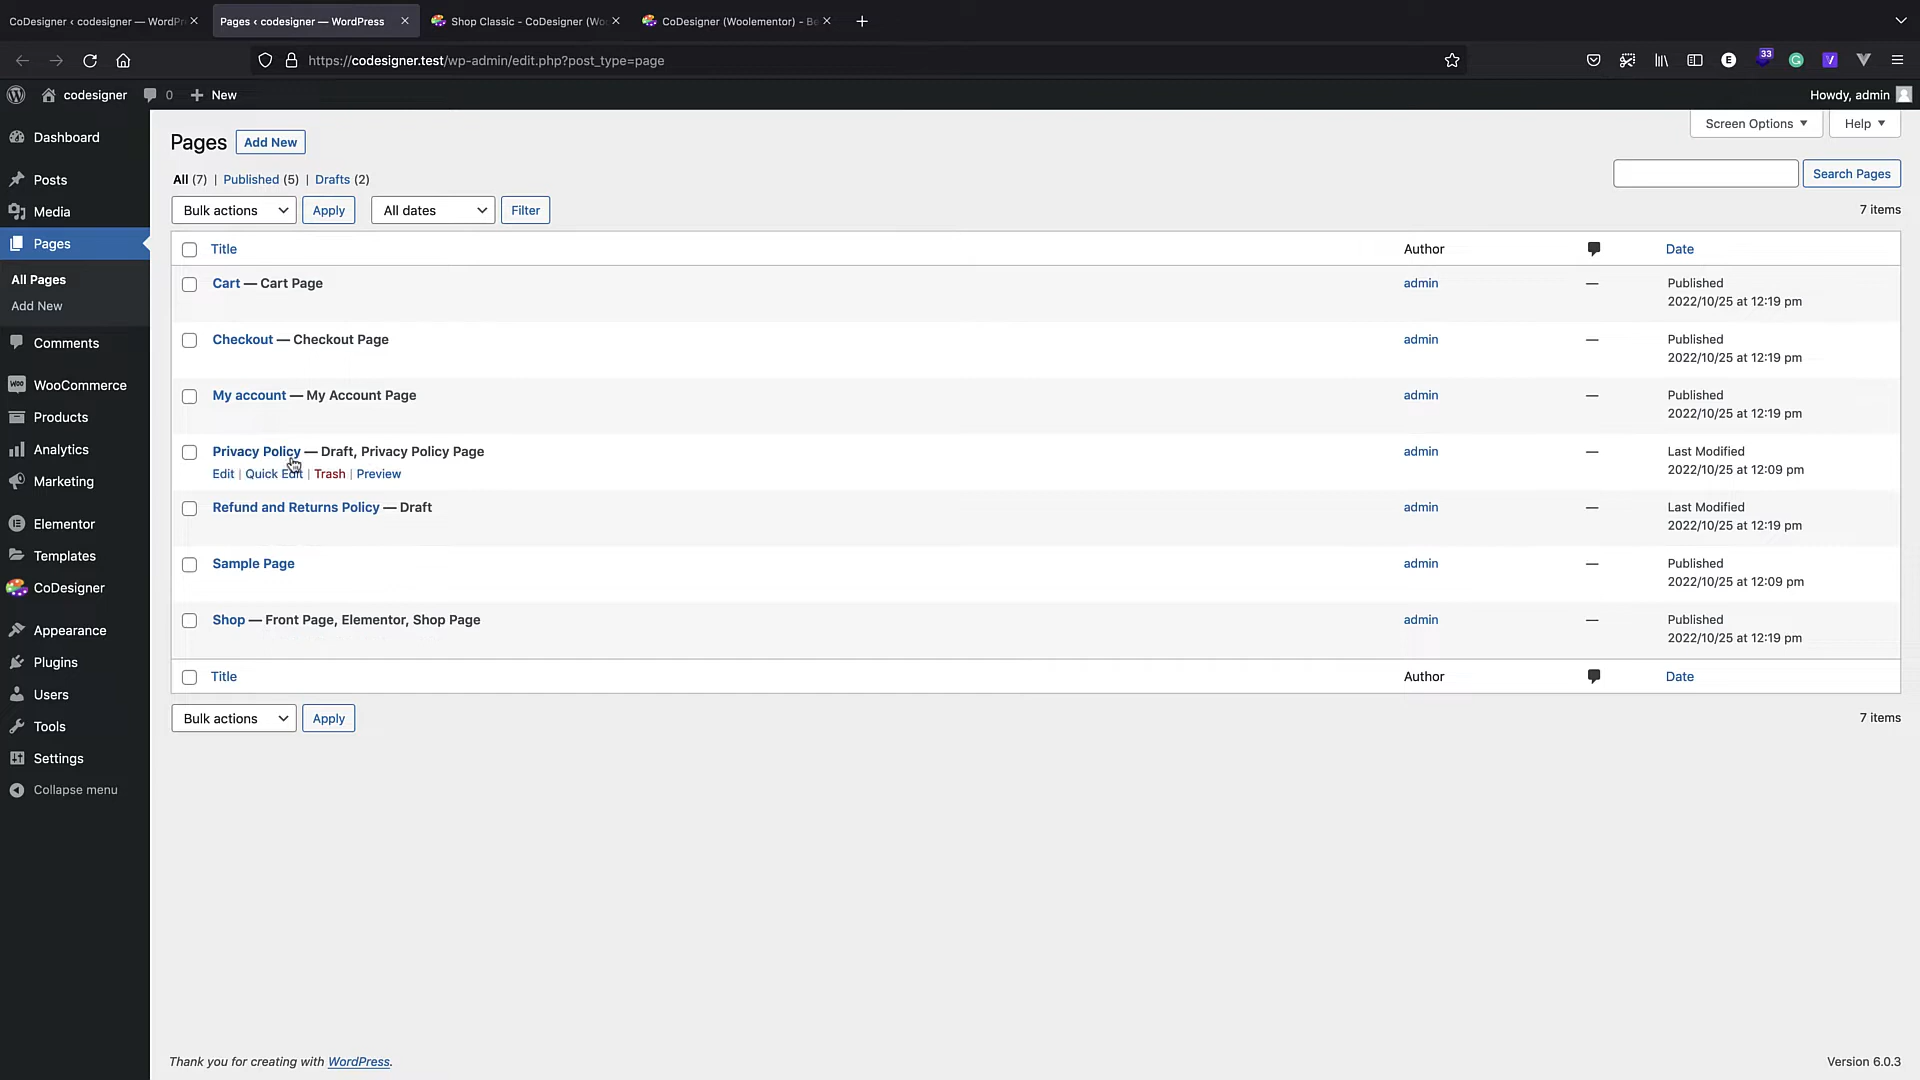 CoDesigner ‹ codesigner — WordPr
Pages ‹ codesigner — WordPress
Shop Classic - CoDesigner (Wo
CoDesigner (Woolementor) - Be
https://codesigner.test/wp-admin/edit.php?post_type=page
33
codesigner
0
New
Howdy, admin
Dashboard
Posts
Media
Pages
All Pages
Add New
Comments
WooCommerce
Products
Analytics
Marketing
Elementor
Templates
CoDesigner
Appearance
Plugins
Users
Tools
Settings
Collapse menu
Screen Options
Help
Pages
Add New
All (7) | Published (5) | Drafts (2)
Search Pages
Bulk actions
Apply
All dates
Filter
7 items
Title
Author
Date
Cart — Cart Page
admin
—
Published
2022/10/25 at 12:19 pm
Checkout — Checkout Page
admin
—
Published
2022/10/25 at 12:19 pm
My account — My Account Page
admin
—
Published
2022/10/25 at 12:19 pm
Privacy Policy — Draft, Privacy Policy Page
Edit | Quick Edit | Trash | Preview
admin
—
Last Modified
2022/10/25 at 12:09 pm
Refund and Returns Policy — Draft
admin
—
Last Modified
2022/10/25 at 12:19 pm
Sample Page
admin
—
Published
2022/10/25 at 12:09 pm
Shop — Front Page, Elementor, Shop Page
admin
—
Published
2022/10/25 at 12:19 pm
Title
Author
Date
Bulk actions
Apply
7 items
Thank you for creating with WordPress.
Version 6.0.3